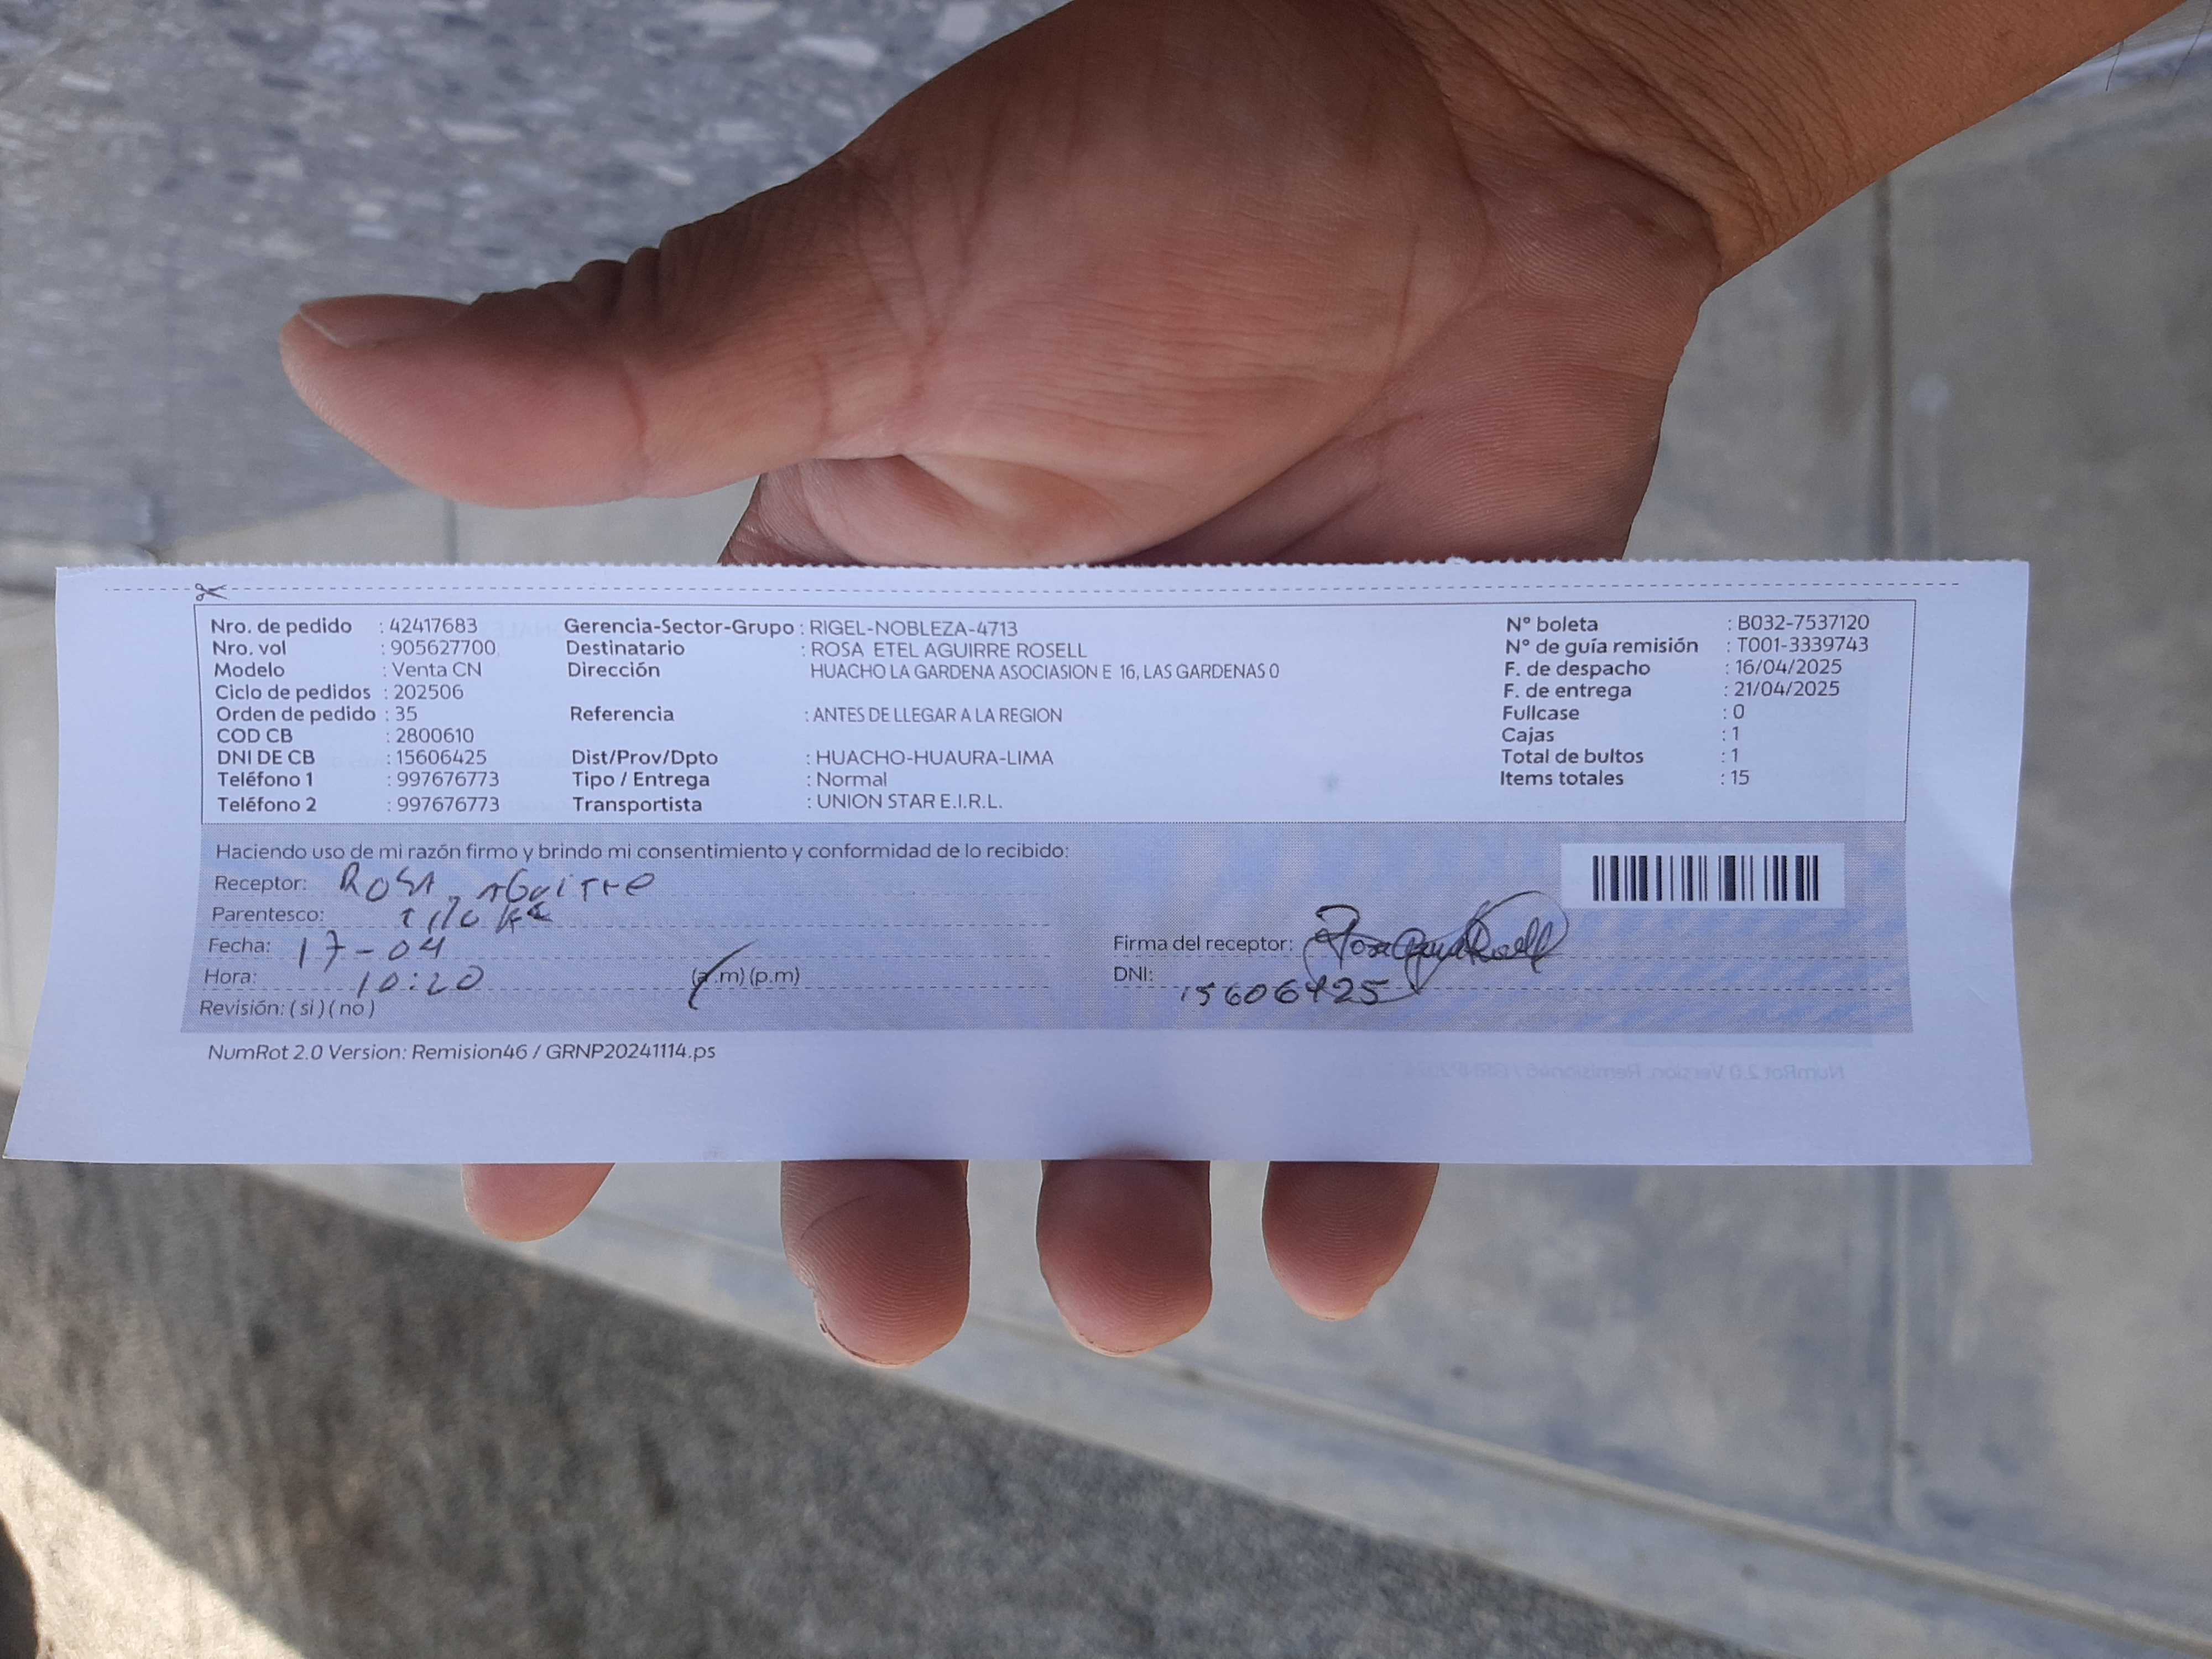 Nro. de pedido : 42417683 Gerencia-Sector-Grupo : RIGEL-NOBLEZA-4713 N° boleta : B032-7537120
Nro. vol : 905627700 Destinatario : ROSA ETEL AGUIRRE ROSELL N° de guía remisión : T001-3339743
Modelo : Venta CN Dirección HUACHO LA GARDENA ASOCIASION E 16, LAS GARDENAS 0 F. de despacho : 16/04/2025
Ciclo de pedidos : 202506 F. de entrega : 21/04/2025
Orden de pedido : 35 Referencia : ANTES DE LLEGAR A LA REGION Fullcase : 0
COD CB : 2800610 Cajas : 1
DNI DE CB : 15606425 Dist/Prov/Dpto : HUACHO-HUAURA-LIMA Total de bultos : 1
Teléfono 1 : 997676773 Tipo / Entrega : Normal Items totales : 15
Teléfono 2 : 997676773 Transportista : UNION STAR E.I.R.L.
Haciendo uso de mi razón firmo y brindo mi consentimiento y conformidad de lo recibido:
Receptor: ROSA AGUirre
Parentesco:
Fecha: 17-04 Firma del receptor:
Hora: 10:20 (a.m) (p.m) DNI: 15606425
Revisión: ( si ) ( no )
NumRot 2.0 Version: Remision46 / GRNP20241114.ps